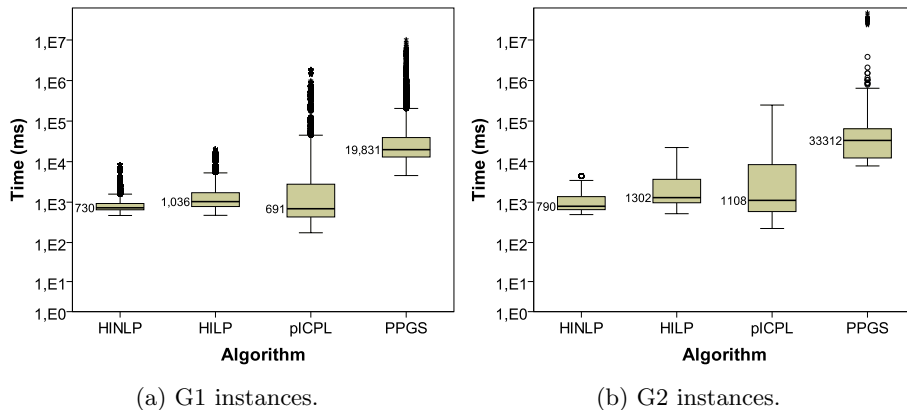 Time (ms)
1,E7
1,E6
1,E5
1,E4
1,E3
1,E2
1,E1
1,E0
730
1,036
691
19,831
HINLP HILP pICPL PPGS
Algorithm
(a) G1 instances.
Time (ms)
1,E7
1,E6
1,E5
1,E4
1,E3
1,E2
1,E1
1,E0
790
1302
1108
33312
HINLP HILP pICPL PPGS
Algorithm
(b) G2 instances.